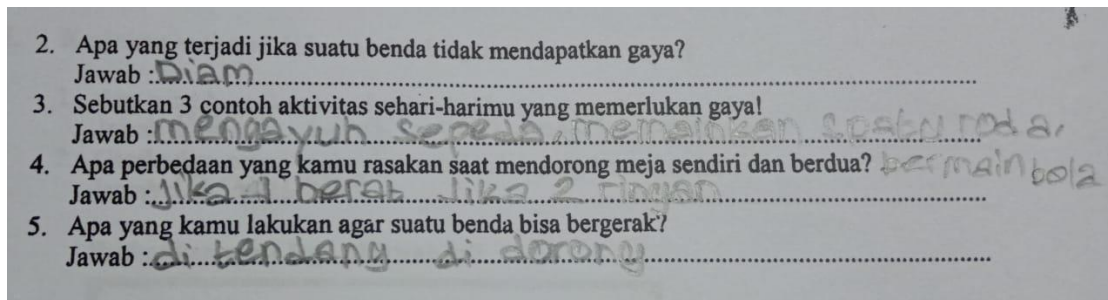 2. Apa yang terjadi jika suatu benda tidak mendapatkan gaya?
Jawab : Diam
3. Sebutkan 3 contoh aktivitas sehari-harimu yang memerlukan gaya!
Jawab : mengayuh sepeda, memainkan spatu roda,
bermain bola
4. Apa perbedaan yang kamu rasakan saat mendorong meja sendiri dan berdua?
Jawab : Jika 1 berat Jika 2 ringan
5. Apa yang kamu lakukan agar suatu benda bisa bergerak?
Jawab : di tendang di dorong